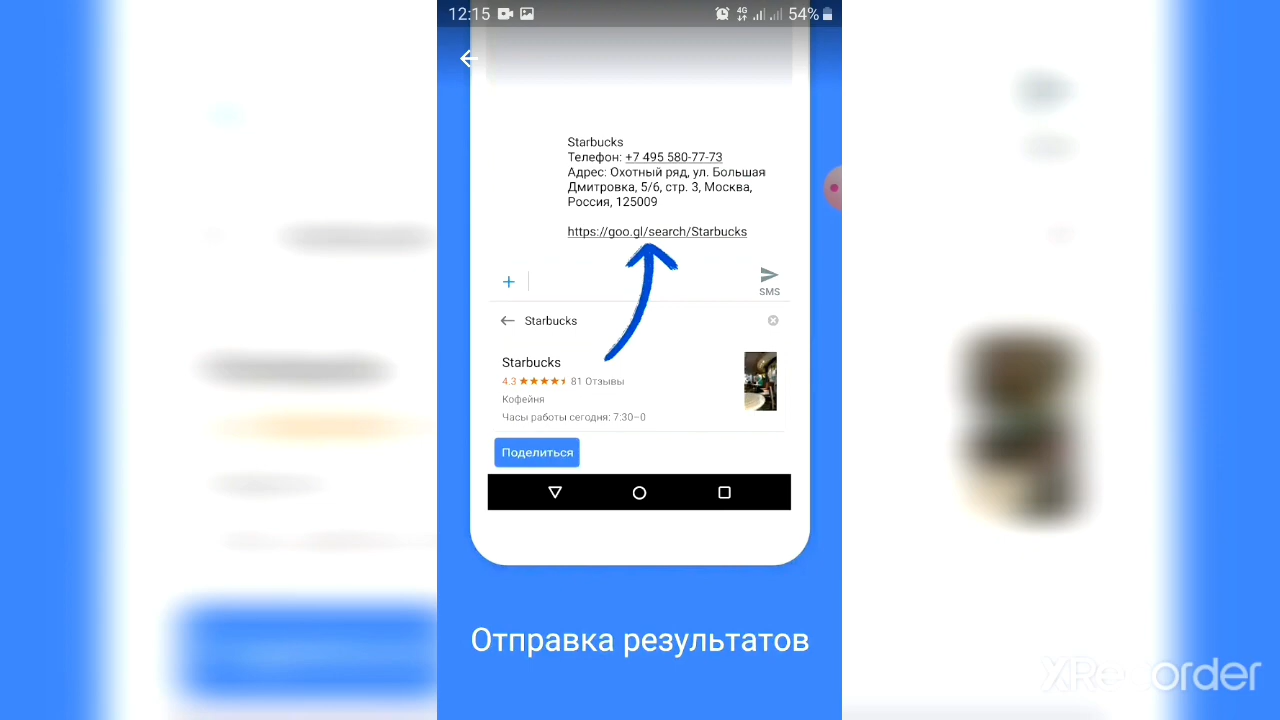 12:15
4G
54%
Starbucks
Телефон: +7 495 580-77-73
Адрес: Охотный ряд, ул. Большая
Дмитровка, 5/6, стр. 3, Москва,
Россия, 125009
https://goo.gl/search/Starbucks
+
SMS
Starbucks
Starbucks
4.3 81 Отзывы
Кофейня
Часы работы сегодня: 7:30–0
Поделиться
Отправка результатов
XRecorder